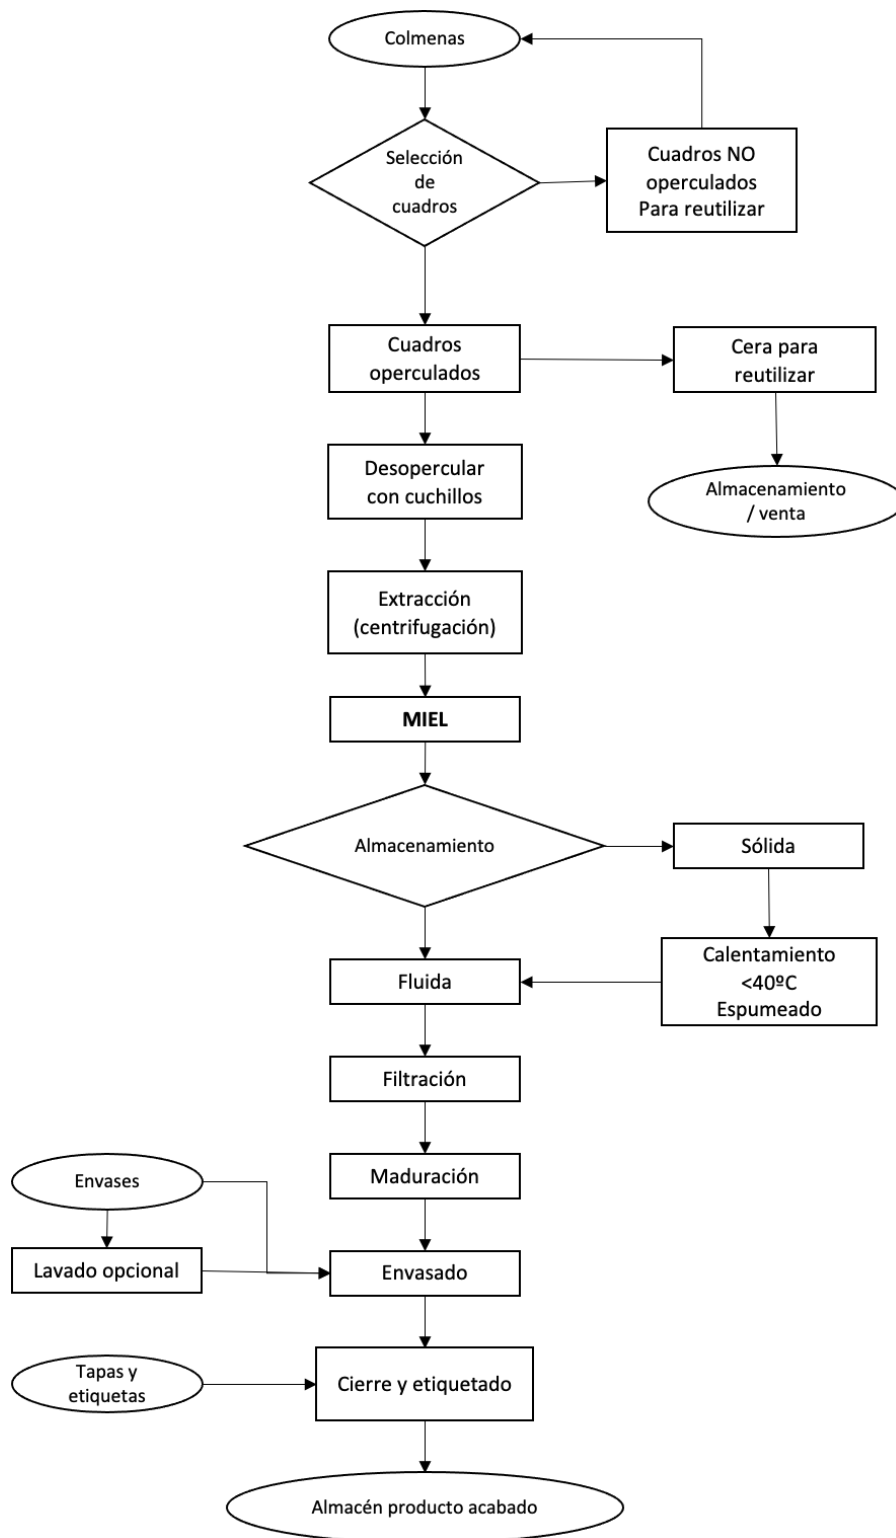 Colmenas
Selección
de
cuadros
Cuadros NO
operculados
Para reutilizar
Cuadros
operculados
Cera para
reutilizar
Desopercular
con cuchillos
Almacenamiento
/ venta
Extracción
(centrifugación)
MIEL
Almacenamiento
Sólida
Calentamiento
<40ºC
Espumeado
Fluida
Filtración
Maduración
Envases
Lavado opcional
Envasado
Tapas y
etiquetas
Cierre y etiquetado
Almacén producto acabado